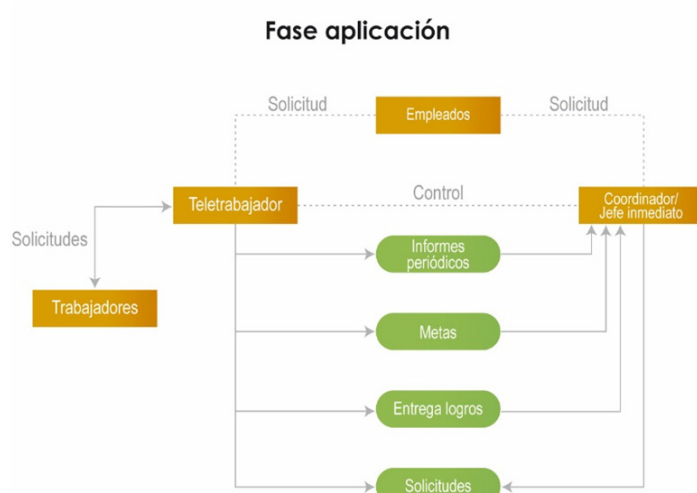 Fase aplicación
Solicitud
Empleados
Solicitud
Teletrabajador
Control
Coordinador/
Jefe inmediato
Solicitudes
Informes
periódicos
Trabajadores
Metas
Entrega logros
Solicitudes